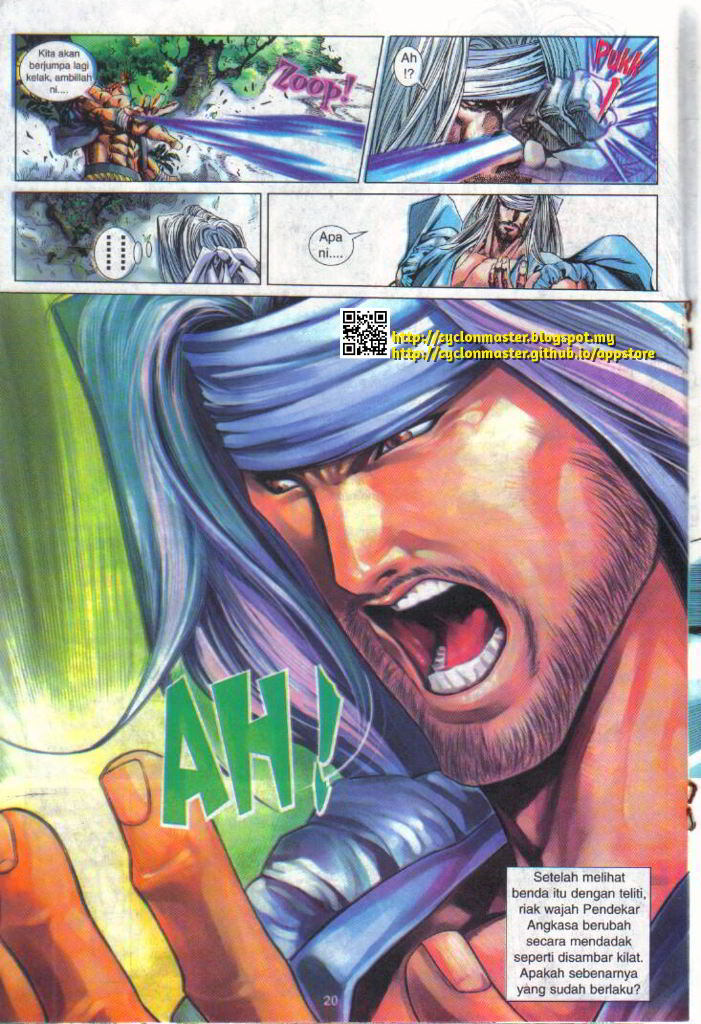 Kita akan
berjumpa lagi
kelak, ambillah
ni....
Zoop!
Ah
!?
Pukk
!
Apa
ni....
http://cyclonmaster.blogspot.my
http://cyclonmaster.github.io/appstore
AH!
Setelah melihat
benda itu dengan teliti,
riak wajah Pendekar
Angkasa berubah
secara mendadak
seperti disambar kilat.
Apakah sebenarnya
yang sudah berlaku?
20